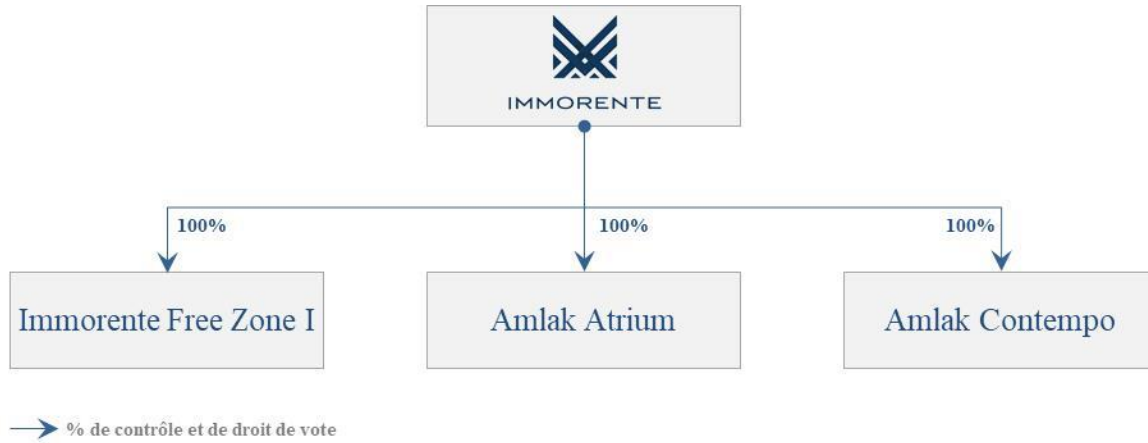 IMMORENTE
100%
100%
100%
Immorente Free Zone I
Amlak Atrium
Amlak Contempo
% de contrôle et de droit de vote